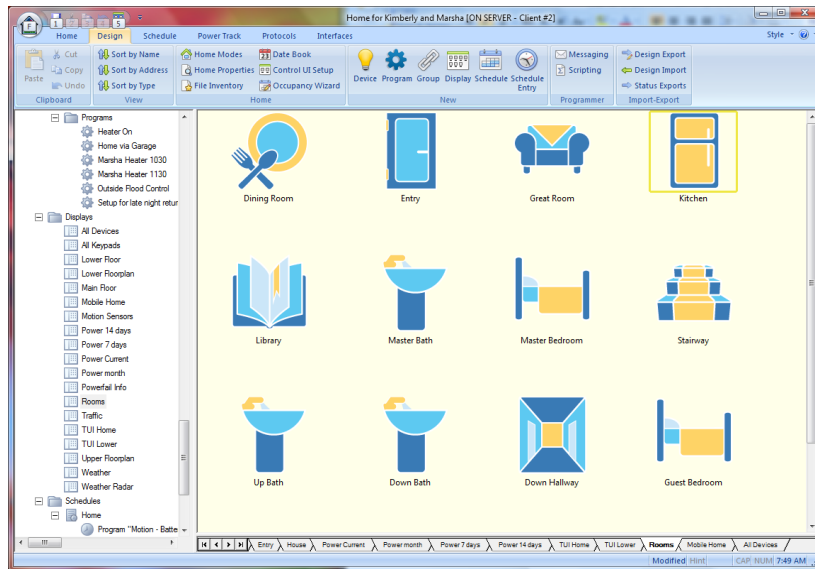 Home for Kimberly and Marsha [ON SERVER - Client #2]
E 1 5
Home Design Schedule Power Track Protocols Interfaces Style
Paste Cut Copy Undo
Sort by Name
Sort by Address
Sort by Type
Home Modes
Home Properties
File Inventory
23 Date Book
Control UI Setup
Occupancy Wizard
Device Program Group Display Schedule Schedule Entry
Messaging
Scripting
Design Export
Design Import
Status Exports
Clipboard View Home New Programmer Import-Export
Programs
Heater On
Home via Garage
Marsha Heater 1030
Marsha Heater 1130
Outside Flood Control
Setup for late night retur
Displays
All Devices
All Keypads
Lower Floor
Lower Floorplan
Main Floor
Mobile Home
Motion Sensors
Power 14 days
Power 7 days
Power Current
Power month
Powerfail Info
Rooms
Traffic
TUI Home
TUI Lower
Upper Floorplan
Weather
Weather Radar
Schedules
Home
Program "Motion - Batte
Dining Room Entry Great Room Kitchen
Library Master Bath Master Bedroom Stairway
Up Bath Down Bath Down Hallway Guest Bedroom
Entry House Power Current Power month Power 7 days Power 14 days TUI Home TUI Lower Rooms Mobile Home All Devices
Modified Hint CAP NUM 7:49 AM